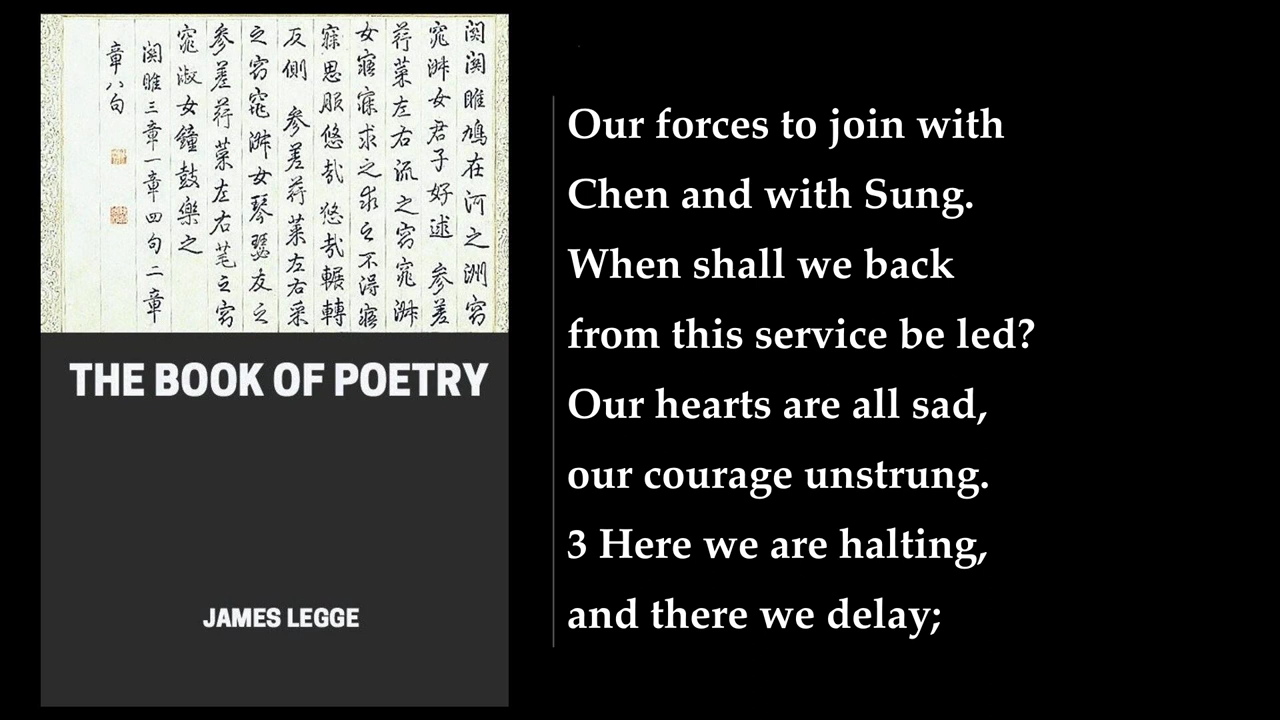 關關雎鳩在河之洲窈
窕淑女君子好逑 參差
荇菜左右流之窈窕淑
女寤寐求之求之不得寤
寐思服悠哉悠哉輾轉
反側 參差荇菜左右采
之窈窕淑女琴瑟友之
參差荇菜左右芼之窈
窕淑女鐘鼓樂之
關雎三章一章四句二章
章八句
THE BOOK OF POETRY
JAMES LEGGE
Our forces to join with
Chen and with Sung.
When shall we back
from this service be led?
Our hearts are all sad,
our courage unstrung.
3 Here we are halting,
and there we delay;